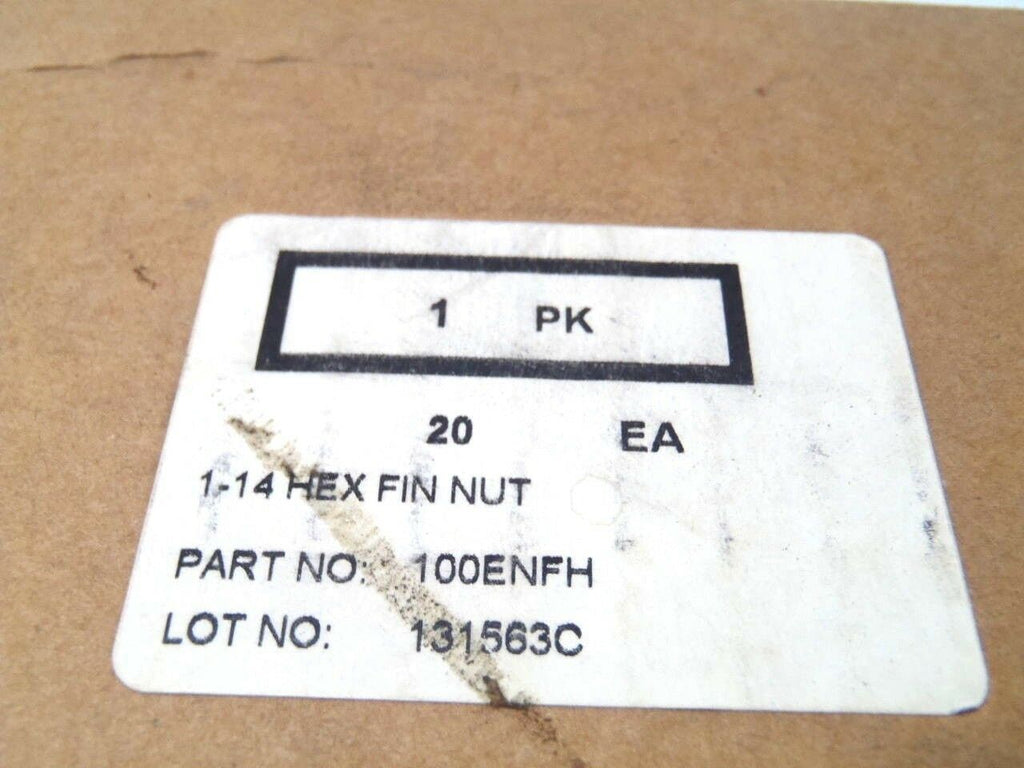 1 PK
20 EA
1-14 HEX FIN NUT
PART NO: 100ENFH
LOT NO: 131563C